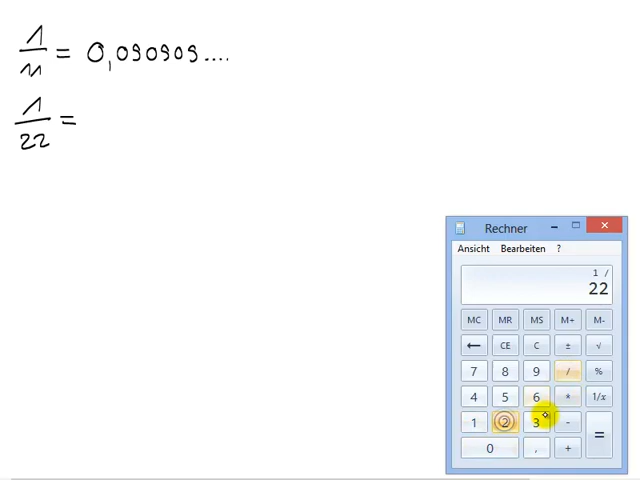 1/11 = 0,090909....
1/22 =
Rechner
Ansicht Bearbeiten ?
1 /
22
MC MR MS M+ M-
← CE C ± √
7 8 9 / %
4 5 6 * 1/x
1 2 3 - =
0 , +